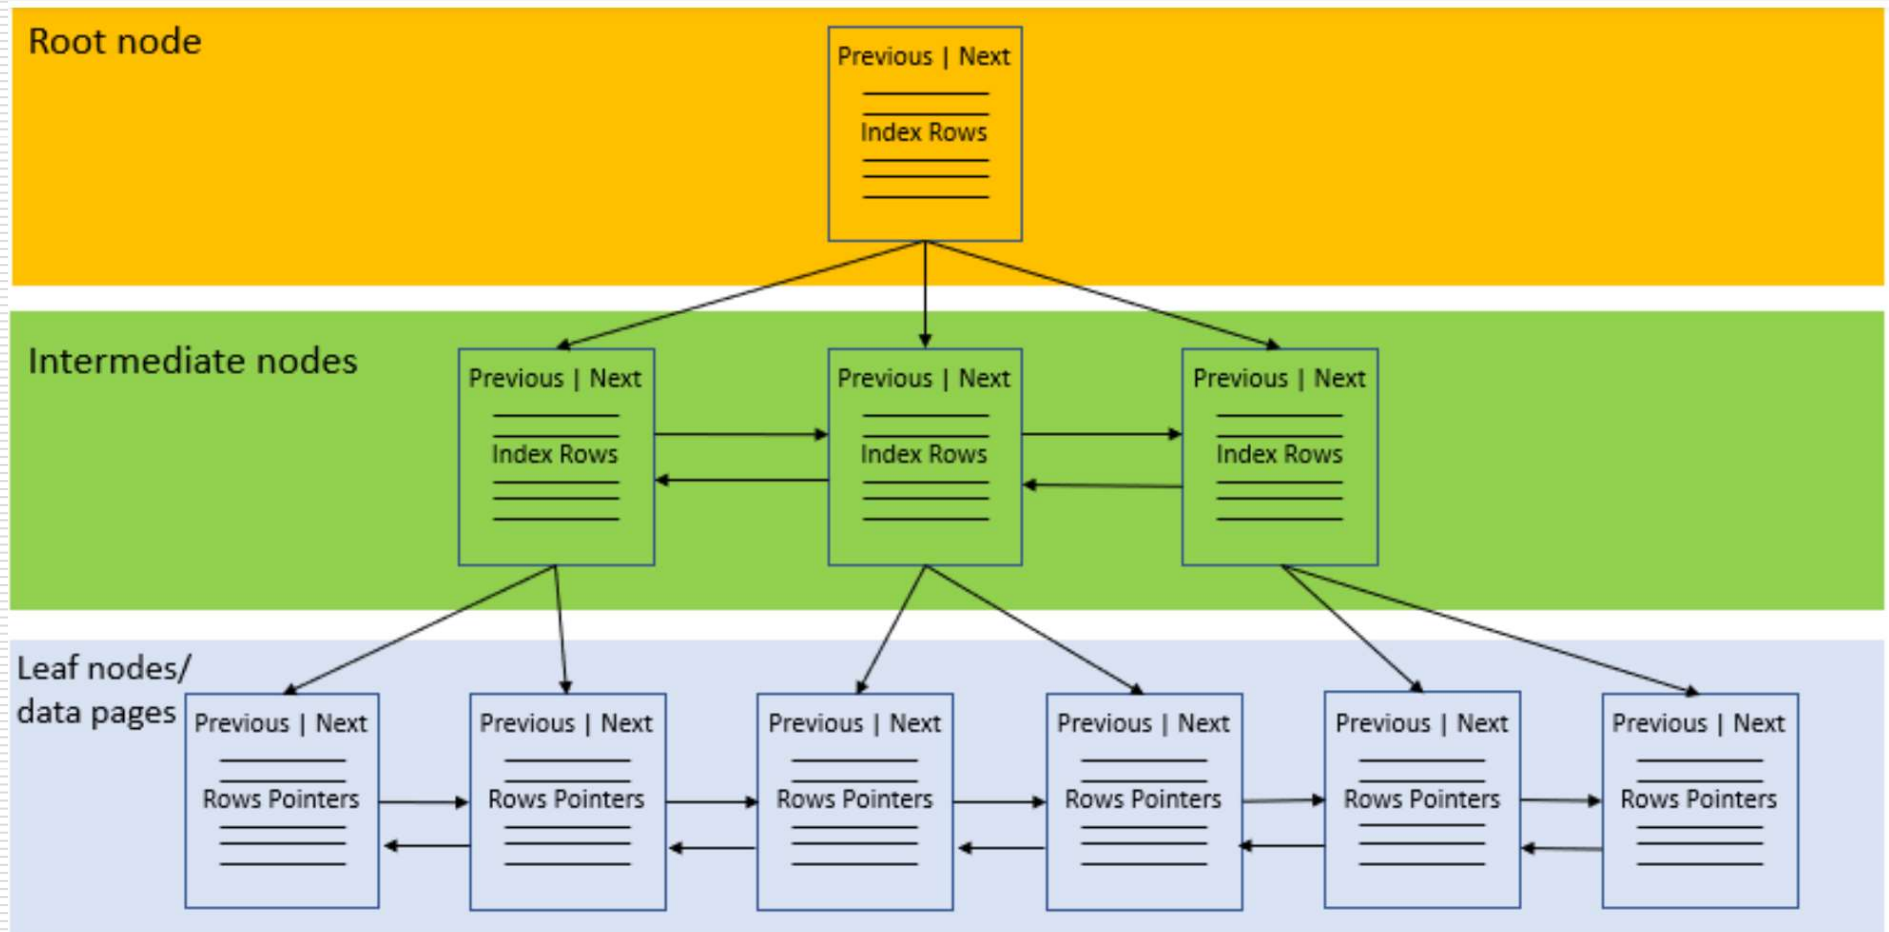 Root node
Previous | Next
Index Rows
Intermediate nodes
Previous | Next
Index Rows
Previous | Next
Index Rows
Previous | Next
Index Rows
Leaf nodes/
data pages
Previous | Next
Rows Pointers
Previous | Next
Rows Pointers
Previous | Next
Rows Pointers
Previous | Next
Rows Pointers
Previous | Next
Rows Pointers
Previous | Next
Rows Pointers